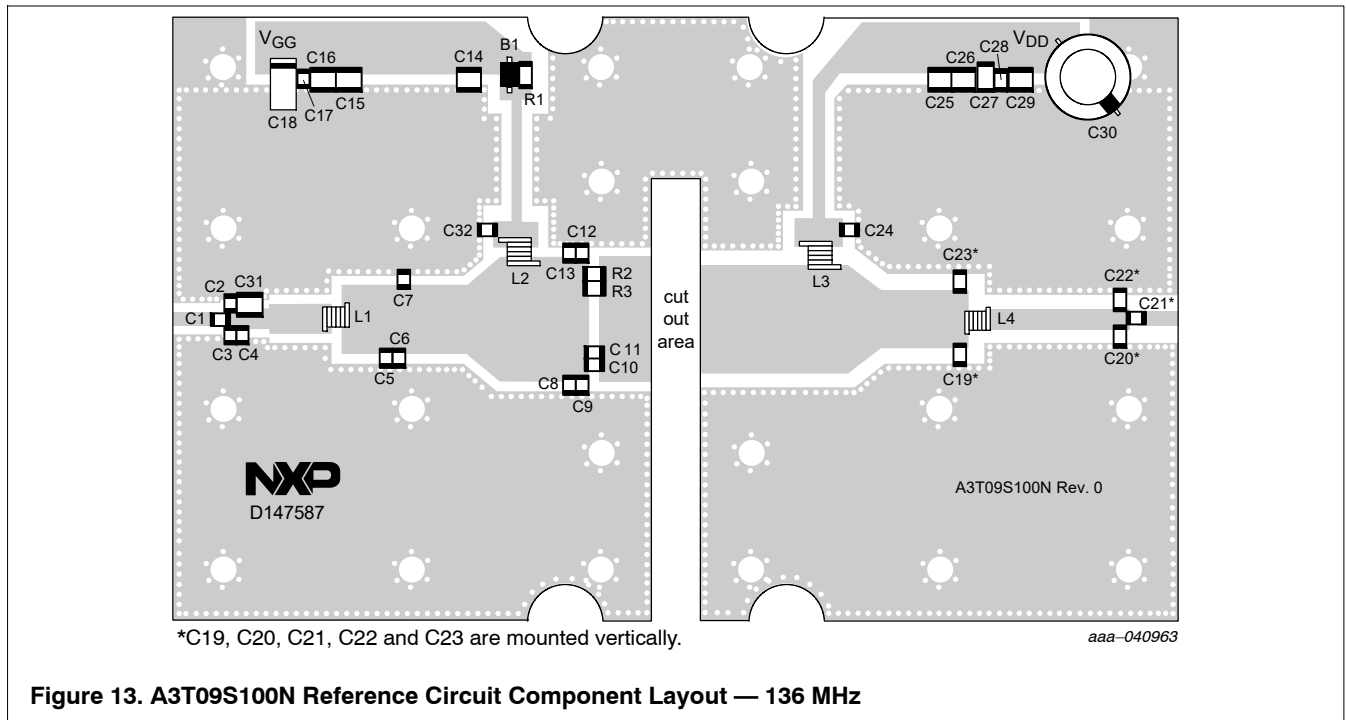 VGG
C16
C14
B1
C28
VDD
C26
R1
C15
C17
C18
C25
C27
C29
C30
C32
C12
C24
C13
L2
R2
R3
L3
C23*
C22*
C21*
C2
C31
C7
C1
L1
L4
C3
C4
C6
C5
C 11
C10
C8
C9
C19*
C20*
cut
out
area
NXP
D147587
A3T09S100N Rev. 0
*C19, C20, C21, C22 and C23 are mounted vertically.
aaa–040963
Figure 13. A3T09S100N Reference Circuit Component Layout — 136 MHz